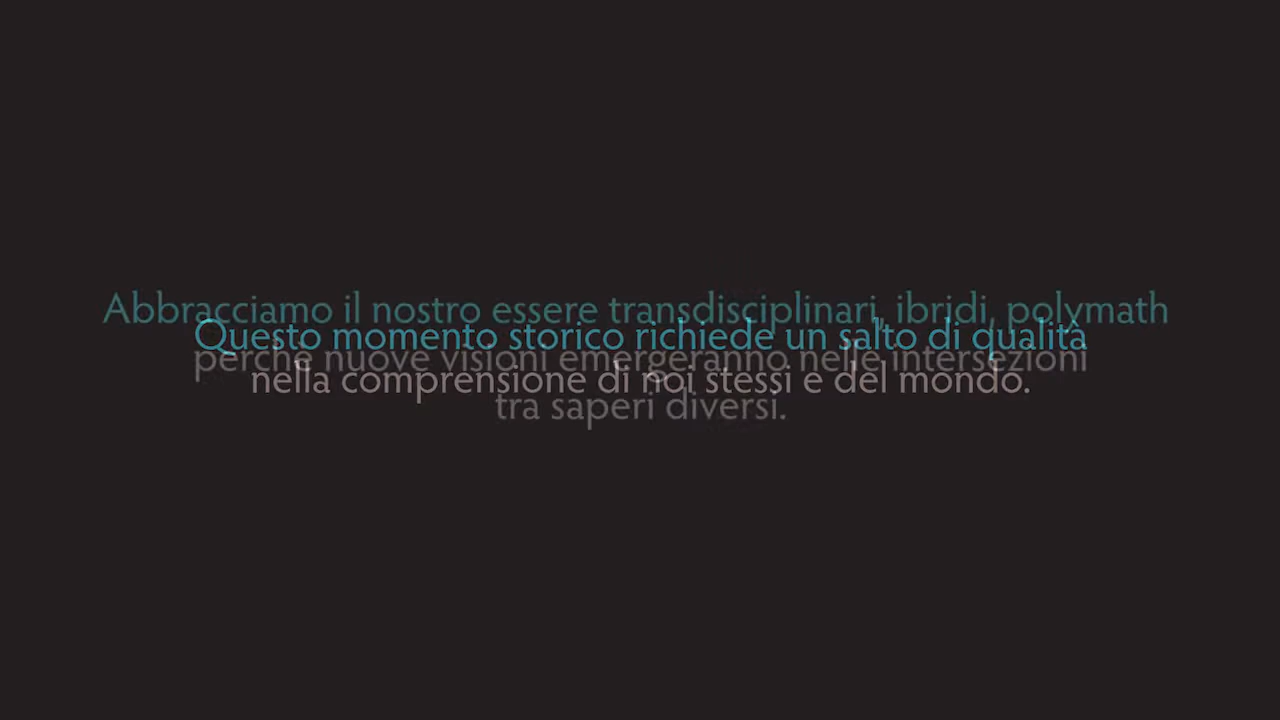 Abbracciamo il nostro essere transdisciplinari, ibridi, polymath
Questo momento storico richiede un salto di qualità
perché nuove visioni emergeranno nelle intersezioni
nella comprensione di noi stessi e del mondo.
tra saperi diversi.